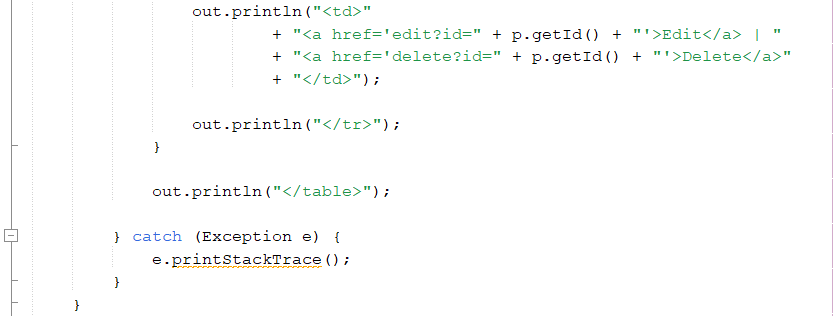 out.println("<td>"
+ "<a href='edit?id=" + p.getId() + "'>Edit</a> | "
+ "<a href='delete?id=" + p.getId() + "'>Delete</a>"
+ "</td>");
out.println("</tr>");
}
out.println("</table>");
} catch (Exception e) {
e.printStackTrace();
}
}